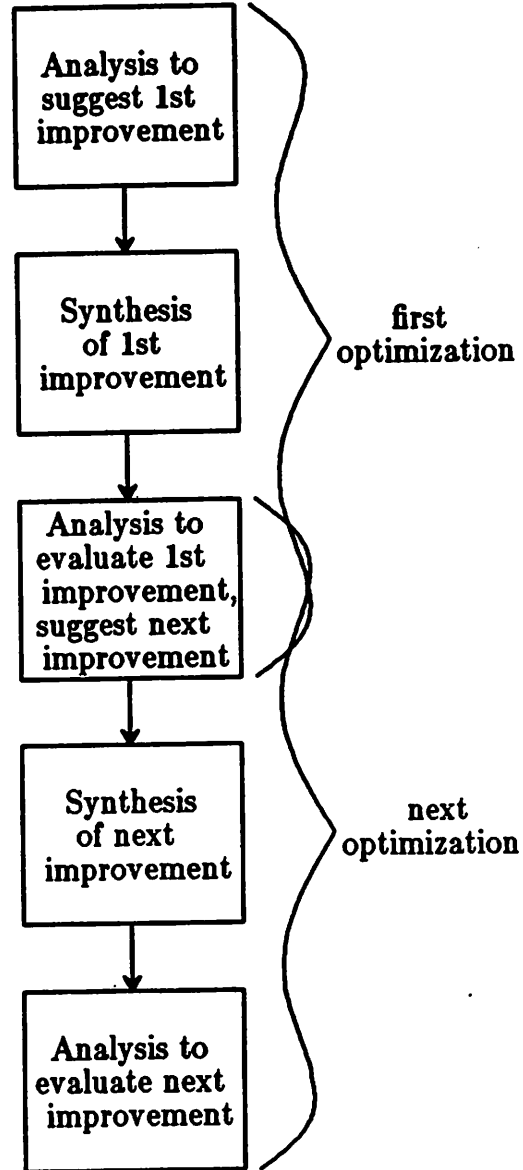 Analysis to
suggest 1st
improvement
Synthesis
of 1st
improvement
first
optimization
Analysis to
evaluate 1st
improvement,
suggest next
improvement
Synthesis
of next
improvement
next
optimization
Analysis to
evaluate next
improvement